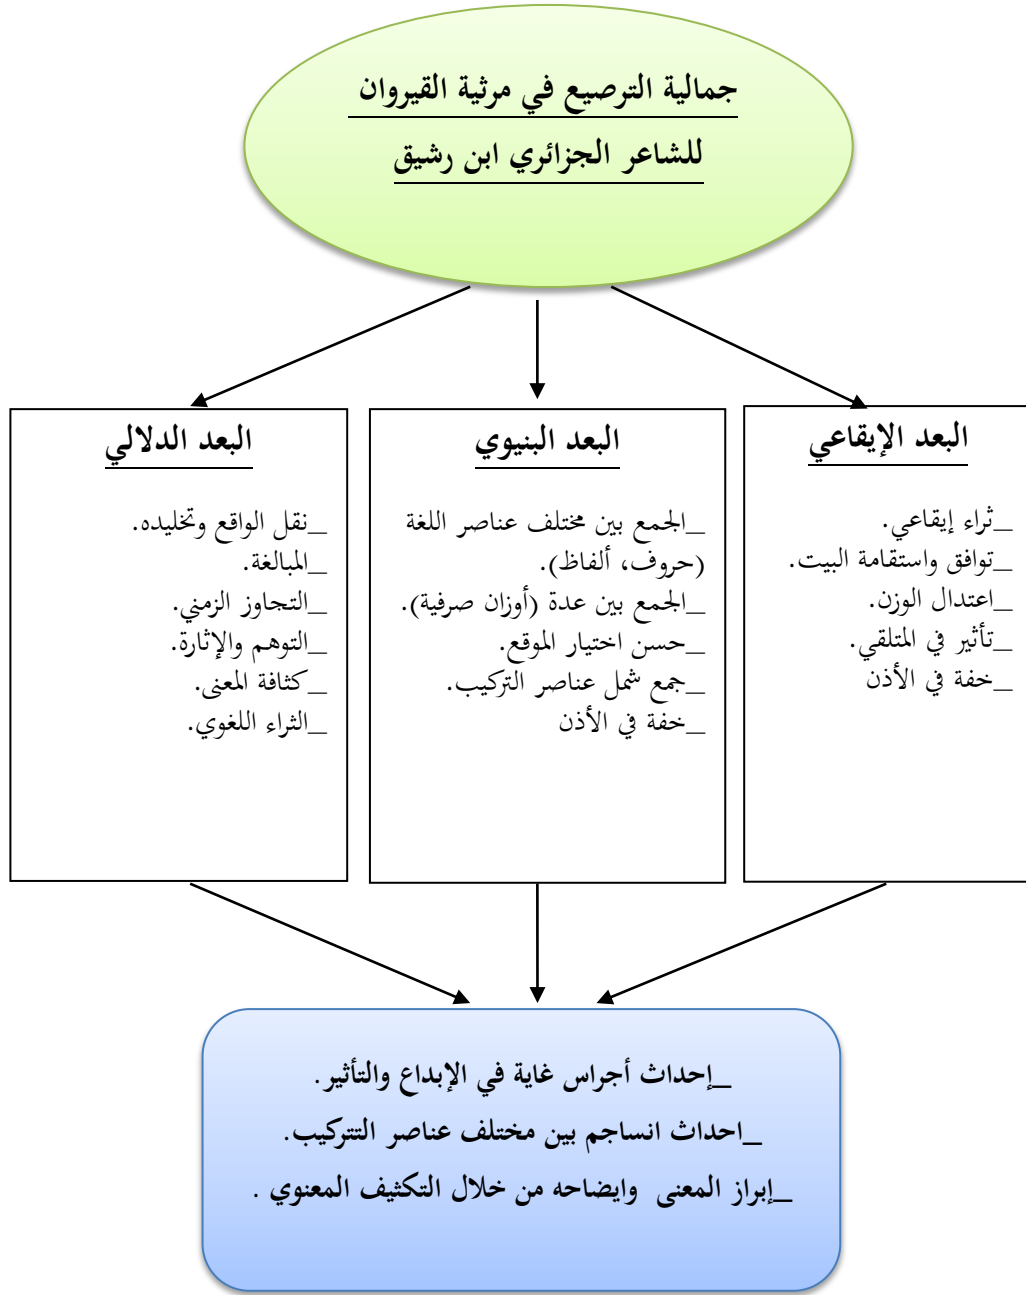 جمالية الترصيع في مرثية القيروان
للشاعر الجزائري ابن رشيق
البعد الإيقاعي
_ثراء إيقاعي.
_توافق واستقامة البيت.
_اعتدال الوزن.
_تأثير في المتلقي.
_خفة في الأذن
البعد البنيوي
_الجمع بين مختلف عناصر اللغة
(حروف، ألفاظ).
_الجمع بين عدة (أوزان صرفية).
_حسن اختيار الموقع.
_جمع شمل عناصر التركيب.
_خفة في الأذن
البعد الدلالي
_نقل الواقع وتخليده.
_المبالغة.
_التجاوز الزمني.
_التوهم والإثارة.
_كثافة المعنى.
_الثراء اللغوي.
_إحداث أجراس غاية في الإبداع والتأثير.
_احداث انساجم بين مختلف عناصر التتركيب.
_إبراز المعنى وايضاحه من خلال التكثيف المعنوي .